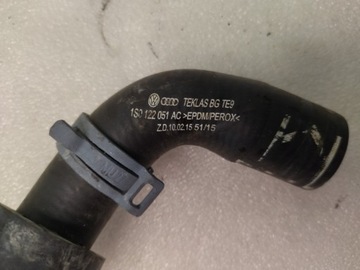 TEKLAS BG TE9
1S0 122 051 AC >EPDM/PEROX<
Z.D. 10.02.15 51/15